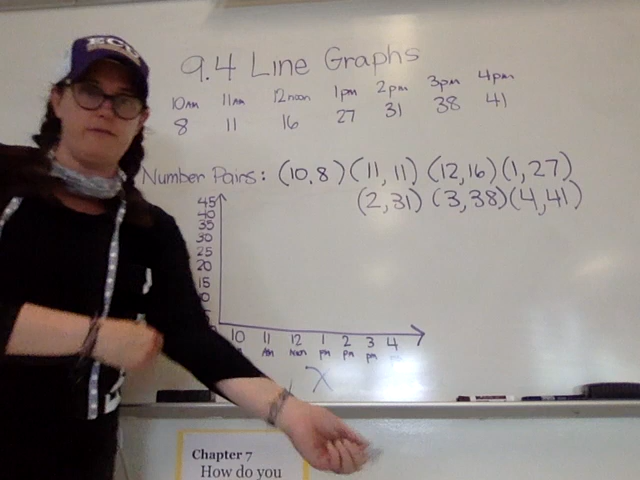 ECU
9.4 Line Graphs
10AM 11AM 12noon 1pm 2pm 3pm 4pm
8 11 16 27 31 38 41
Number Pairs: (10,8) (11,11) (12,16) (1,27)
(2,31) (3,38) (4,41)
45
40
35
30
25
20
15
10 11 12 1 2 3 4
AM Noon pm pm pm
X
Chapter 7
How do you